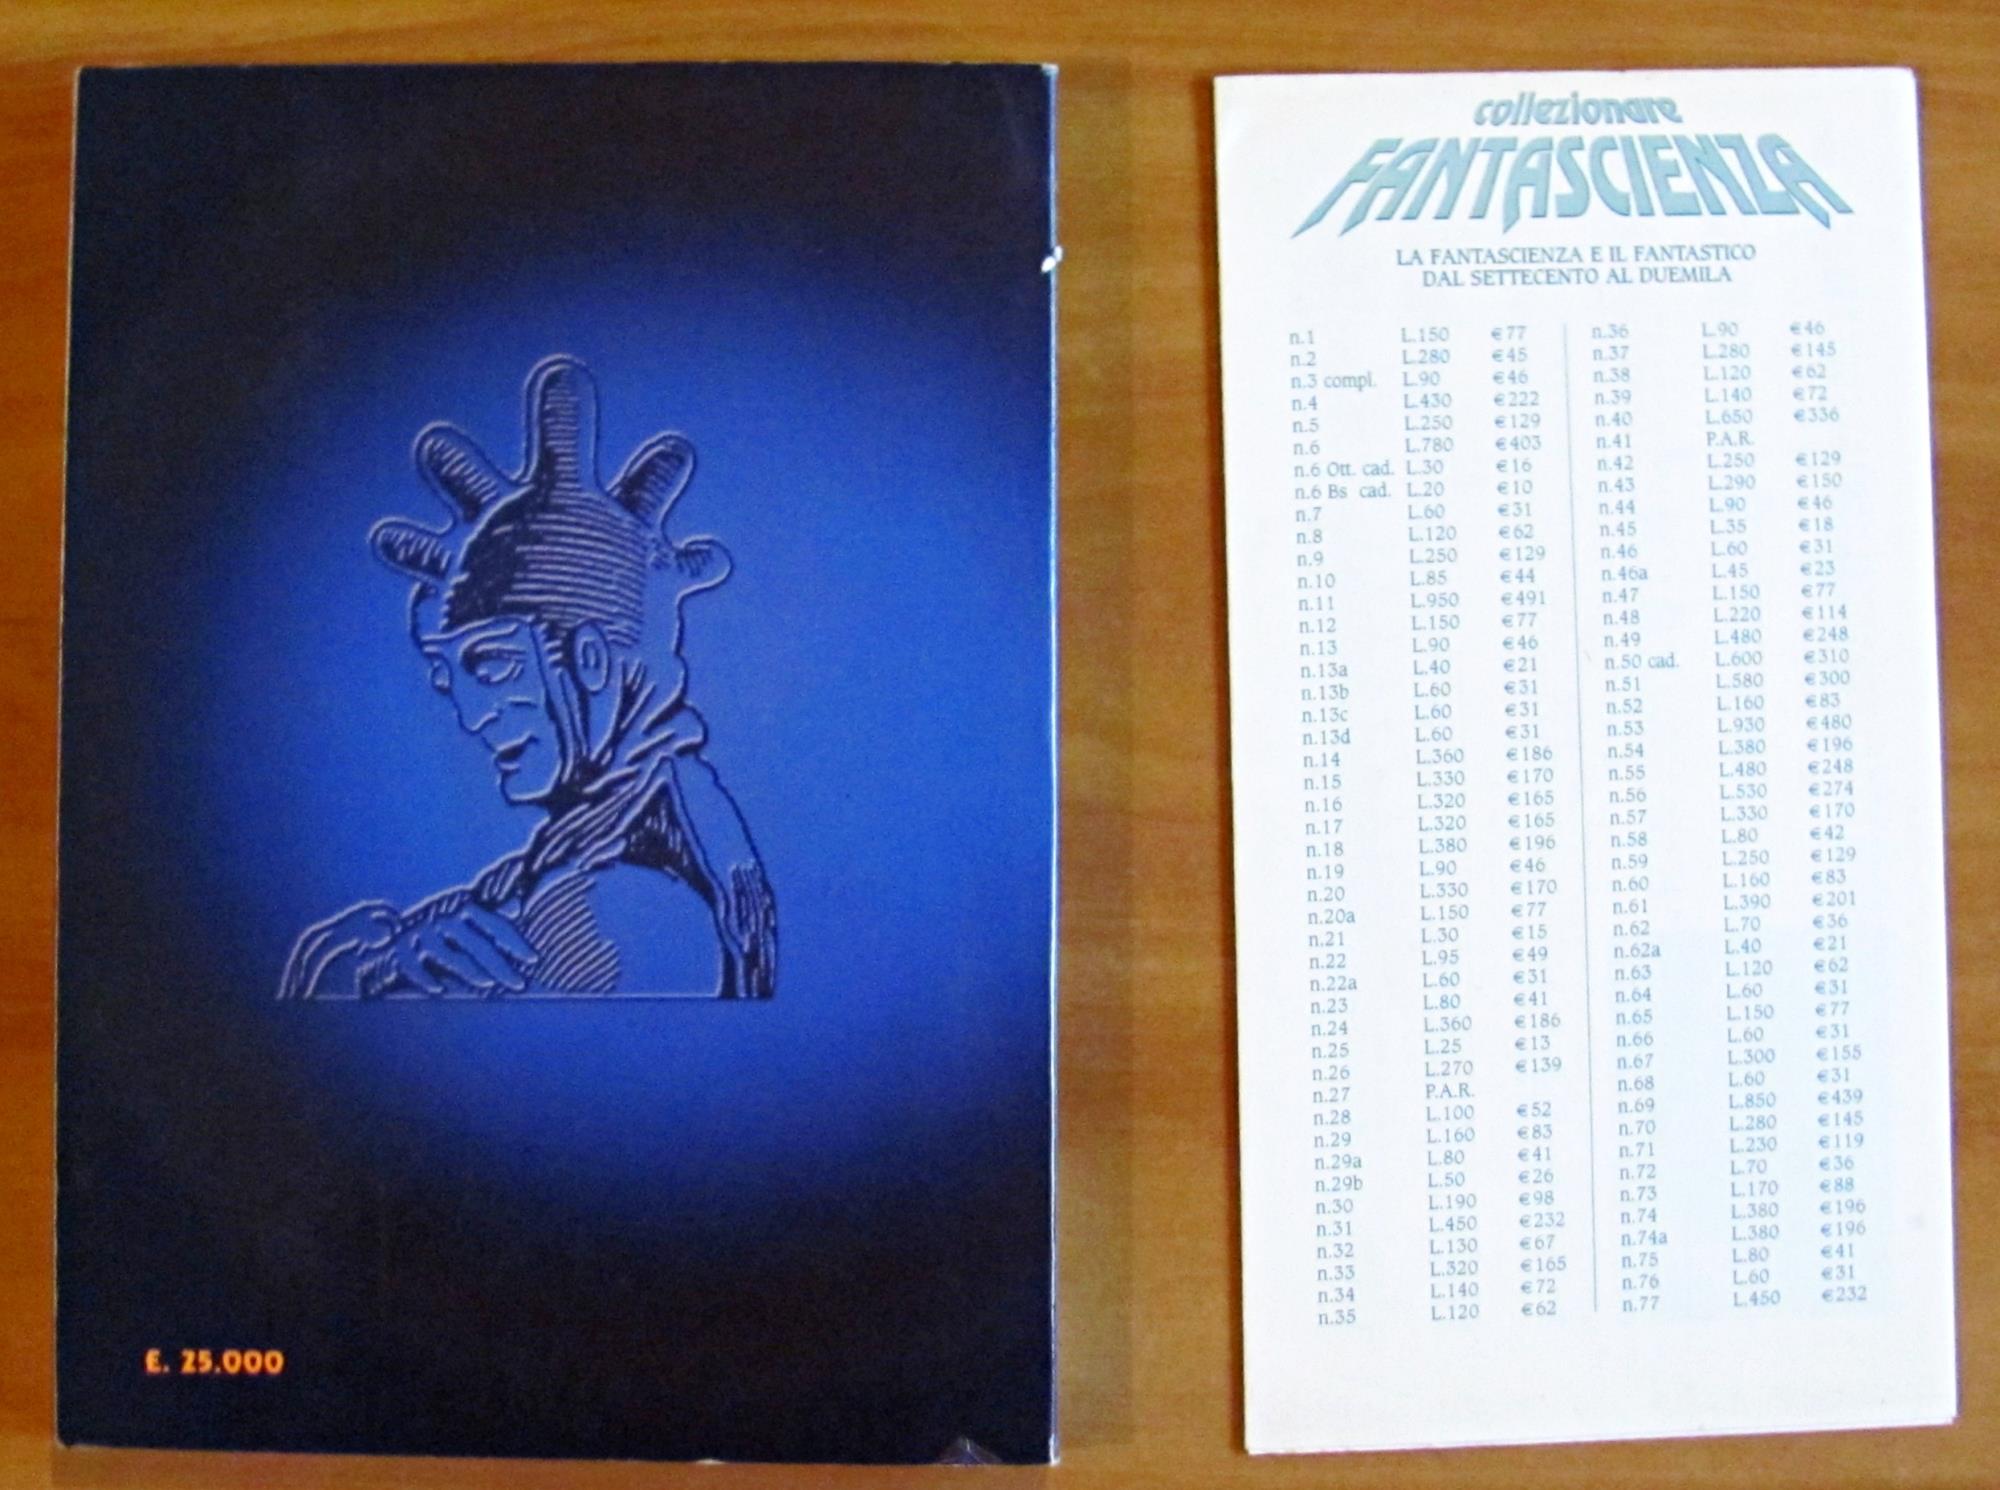 £. 25.000
collezionare
FANTASCIENZA
LA FANTASCIENZA E IL FANTASTICO
DAL SETTECENTO AL DUEMILA
n.1 L.150 €77
n.2 L.280 €45
n.3 compl. L.90 €46
n.4 L.430 €222
n.5 L.250 €129
n.6 L.780 €403
n.6 Ott. cad. L.30 €16
n.6 Bs cad. L.20 €10
n.7 L.60 €31
n.8 L.120 €62
n.9 L.250 €129
n.10 L.85 €44
n.11 L.950 €491
n.12 L.150 €77
n.13 L.90 €46
n.13a L.40 €21
n.13b L.60 €31
n.13c L.60 €31
n.13d L.60 €31
n.14 L.360 €186
n.15 L.330 €170
n.16 L.320 €165
n.17 L.320 €165
n.18 L.380 €196
n.19 L.90 €46
n.20 L.330 €170
n.20a L.150 €77
n.21 L.30 €15
n.22 L.95 €49
n.22a L.60 €31
n.23 L.80 €41
n.24 L.360 €186
n.25 L.25 €13
n.26 L.270 €139
n.27 P.A.R.
n.28 L.100 €52
n.29 L.160 €83
n.29a L.80 €41
n.29b L.50 €26
n.30 L.190 €98
n.31 L.450 €232
n.32 L.130 €67
n.33 L.320 €165
n.34 L.140 €72
n.35 L.120 €62
n.36 L.90 €46
n.37 L.280 €145
n.38 L.120 €62
n.39 L.140 €72
n.40 L.650 €336
n.41 P.A.R.
n.42 L.250 €129
n.43 L.290 €150
n.44 L.90 €46
n.45 L.35 €18
n.46 L.60 €31
n.46a L.45 €23
n.47 L.150 €77
n.48 L.220 €114
n.49 L.480 €248
n.50 cad. L.600 €310
n.51 L.580 €300
n.52 L.160 €83
n.53 L.930 €480
n.54 L.380 €196
n.55 L.480 €248
n.56 L.530 €274
n.57 L.330 €170
n.58 L.80 €42
n.59 L.250 €129
n.60 L.160 €83
n.61 L.390 €201
n.62 L.70 €36
n.62a L.40 €21
n.63 L.120 €62
n.64 L.60 €31
n.65 L.150 €77
n.66 L.60 €31
n.67 L.300 €155
n.68 L.60 €31
n.69 L.850 €439
n.70 L.280 €145
n.71 L.230 €119
n.72 L.70 €36
n.73 L.170 €88
n.74 L.380 €196
n.74a L.380 €196
n.75 L.80 €41
n.76 L.60 €31
n.77 L.450 €232